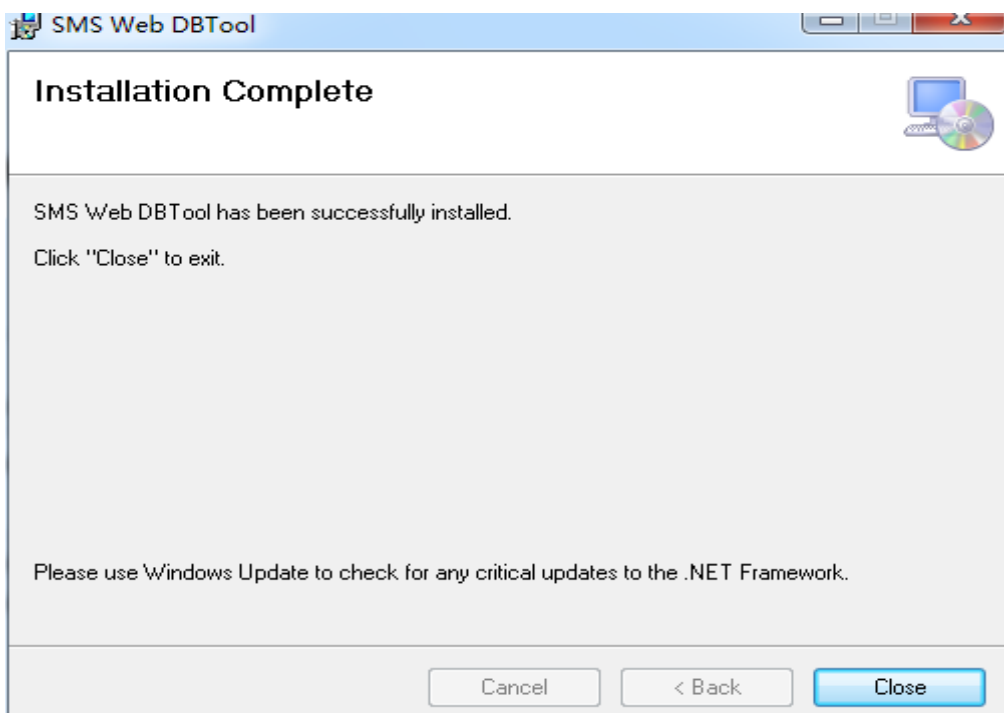 SMS Web DBTool
Installation Complete
SMS Web DBTool has been successfully installed.
Click "Close" to exit.
Please use Windows Update to check for any critical updates to the .NET Framework.
Cancel
< Back
Close